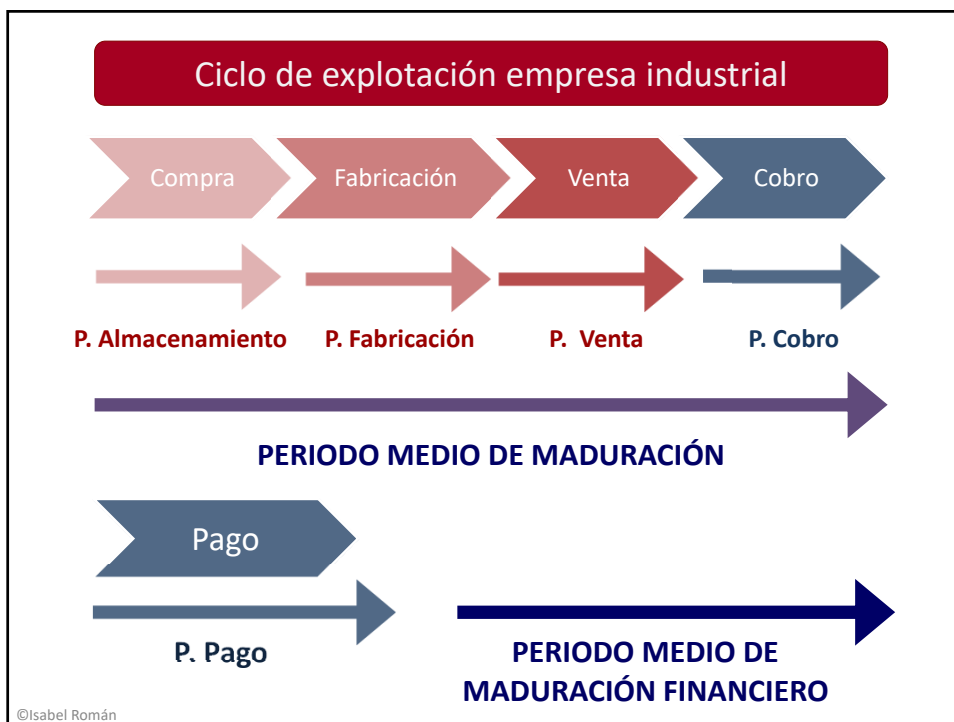 Ciclo de explotación empresa industrial
Compra
Fabricación
Venta
Cobro
P. Almacenamiento
P. Fabricación
P. Venta
P. Cobro
PERIODO MEDIO DE MADURACIÓN
Pago
P. Pago
PERIODO MEDIO DE
MADURACIÓN FINANCIERO
©Isabel Román